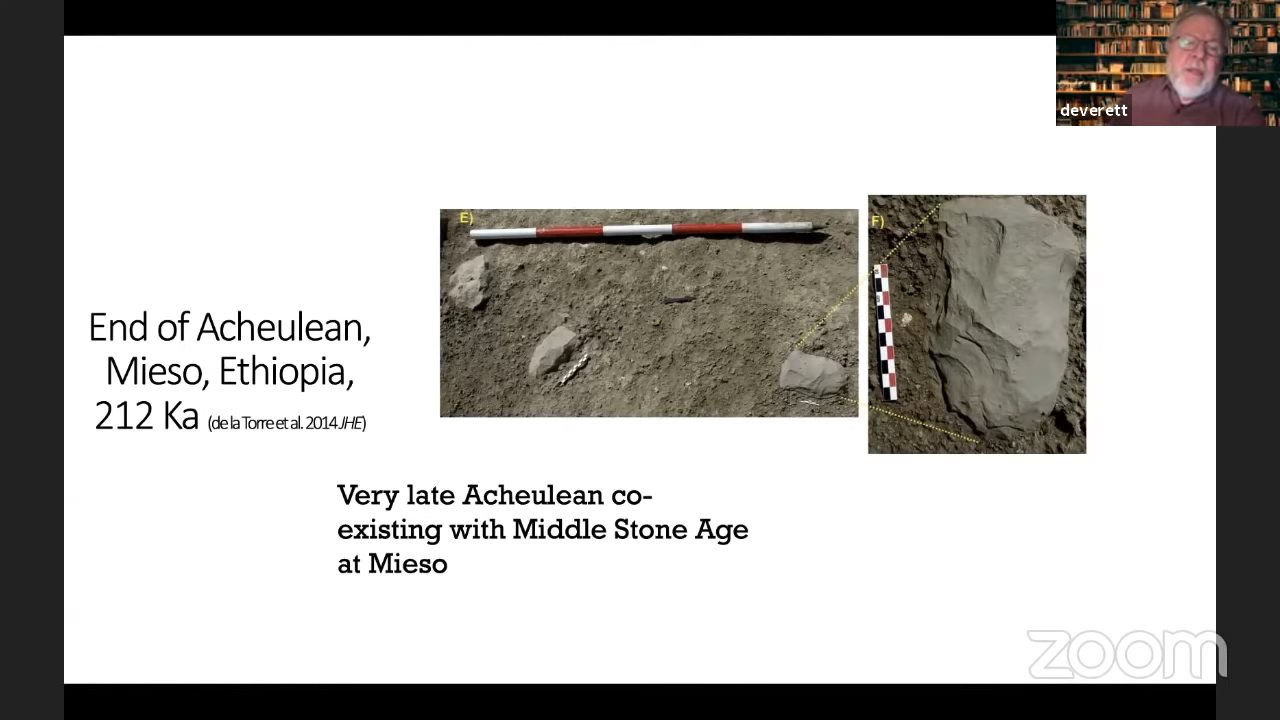 deverett
E)
F)
End of Acheulean,
Mieso, Ethiopia,
212 Ka (de la Torre et al. 2014 JHE)
Very late Acheulean co-
existing with Middle Stone Age
at Mieso
zoom